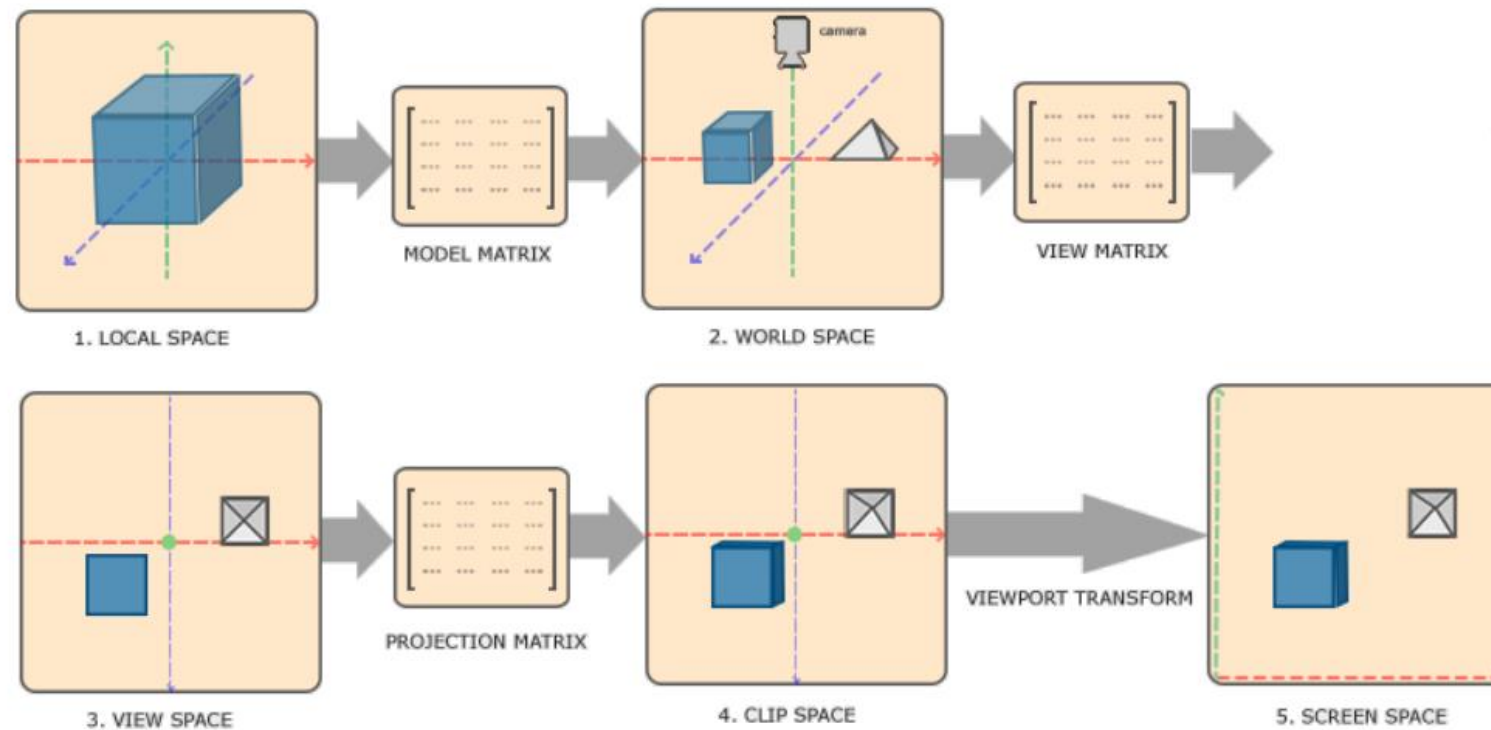 camera
MODEL MATRIX
VIEW MATRIX
1. LOCAL SPACE
2. WORLD SPACE
PROJECTION MATRIX
VIEWPORT TRANSFORM
3. VIEW SPACE
4. CLIP SPACE
5. SCREEN SPACE